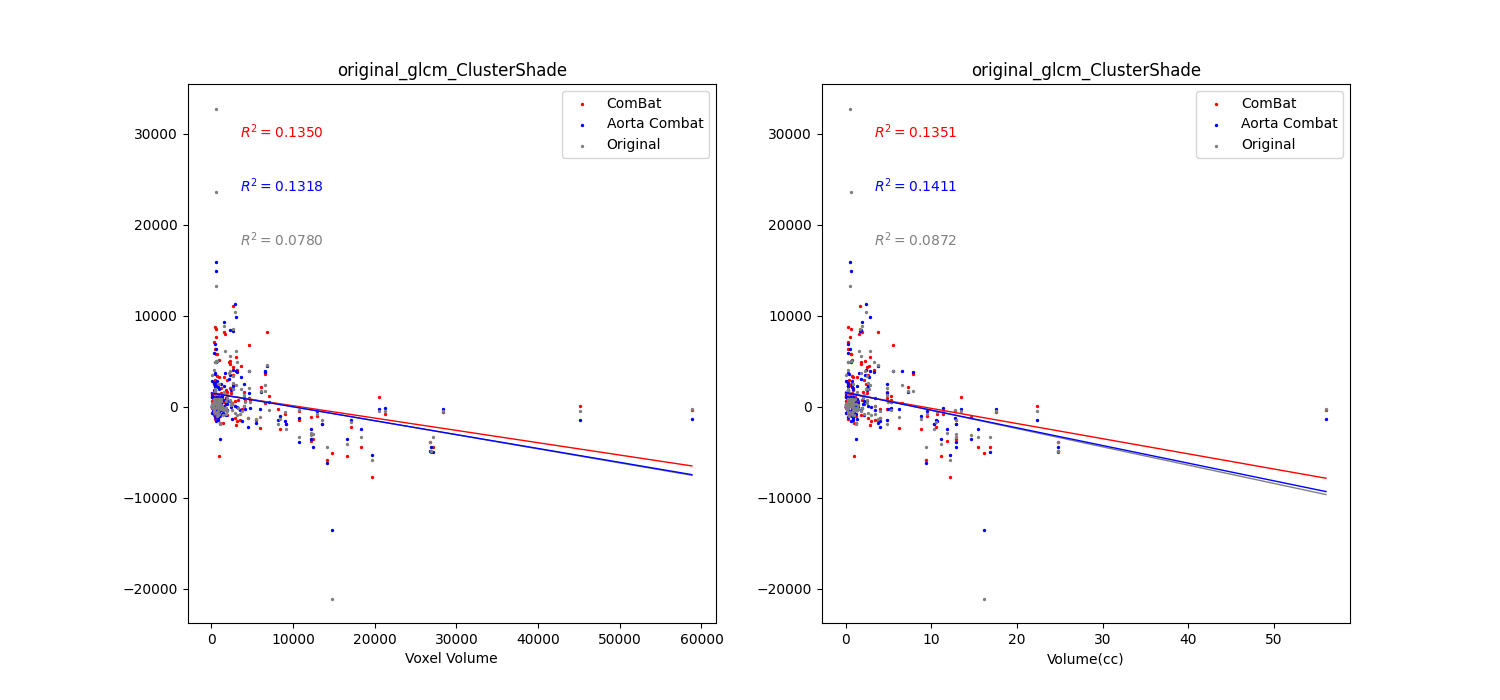 original_glcm_ClusterShade
ComBat
Aorta Combat
Original
R² = 0.1350
R² = 0.1318
R² = 0.0780
30000
20000
10000
0
−10000
−20000
0 10000 20000 30000 40000 50000 60000
Voxel Volume
original_glcm_ClusterShade
ComBat
Aorta Combat
Original
R² = 0.1351
R² = 0.1411
R² = 0.0872
30000
20000
10000
0
−10000
−20000
0 10 20 30 40 50
Volume(cc)